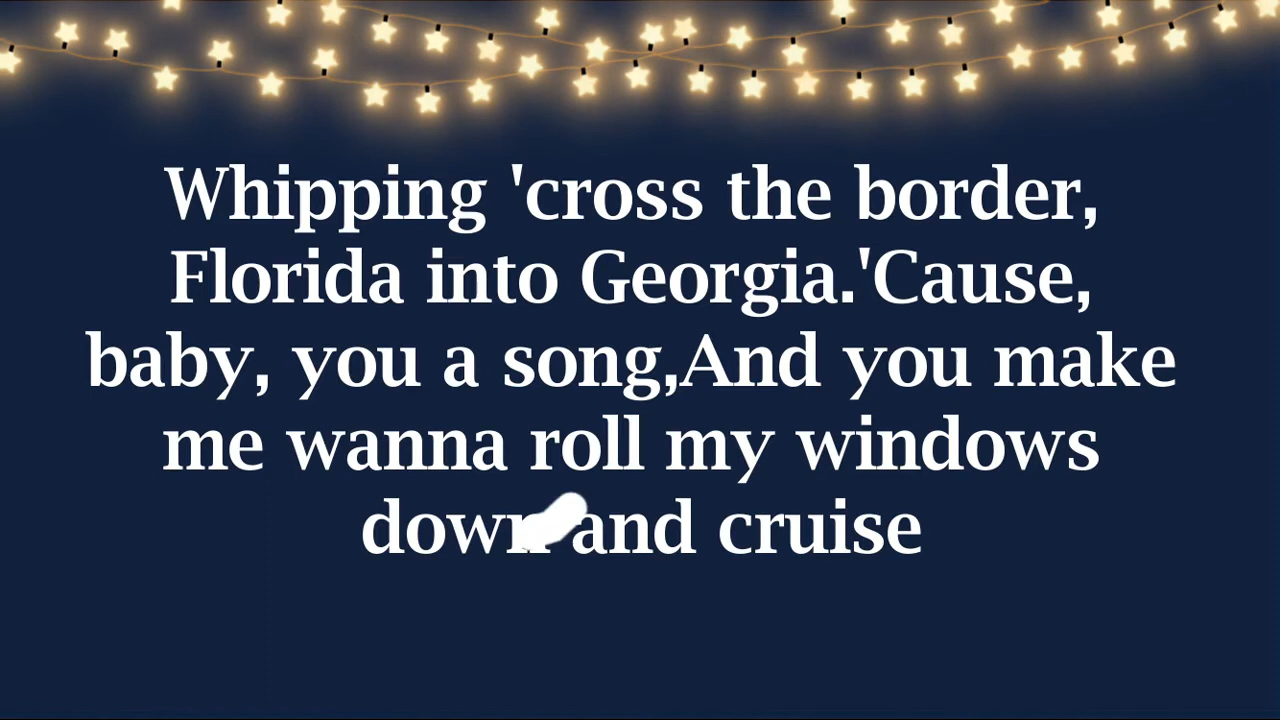 Whipping 'cross the border,
Florida into Georgia.'Cause,
baby, you a song,And you make
me wanna roll my windows
down and cruise